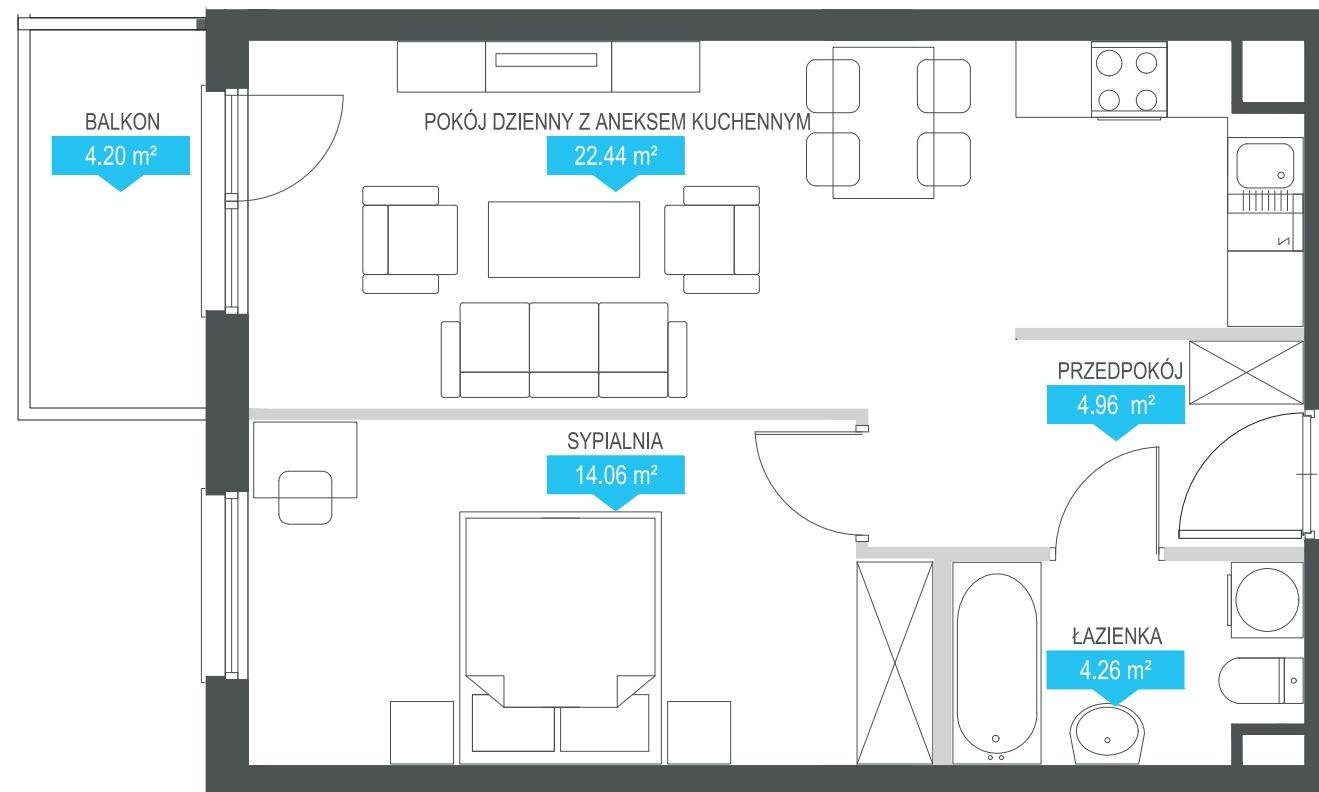 BALKON
4.20 m²
POKÓJ DZIENNY Z ANEKSEM KUCHENNYM
22.44 m²
PRZEDPOKÓJ
4.96 m²
SYPIALNIA
14.06 m²
ŁAZIENKA
4.26 m²